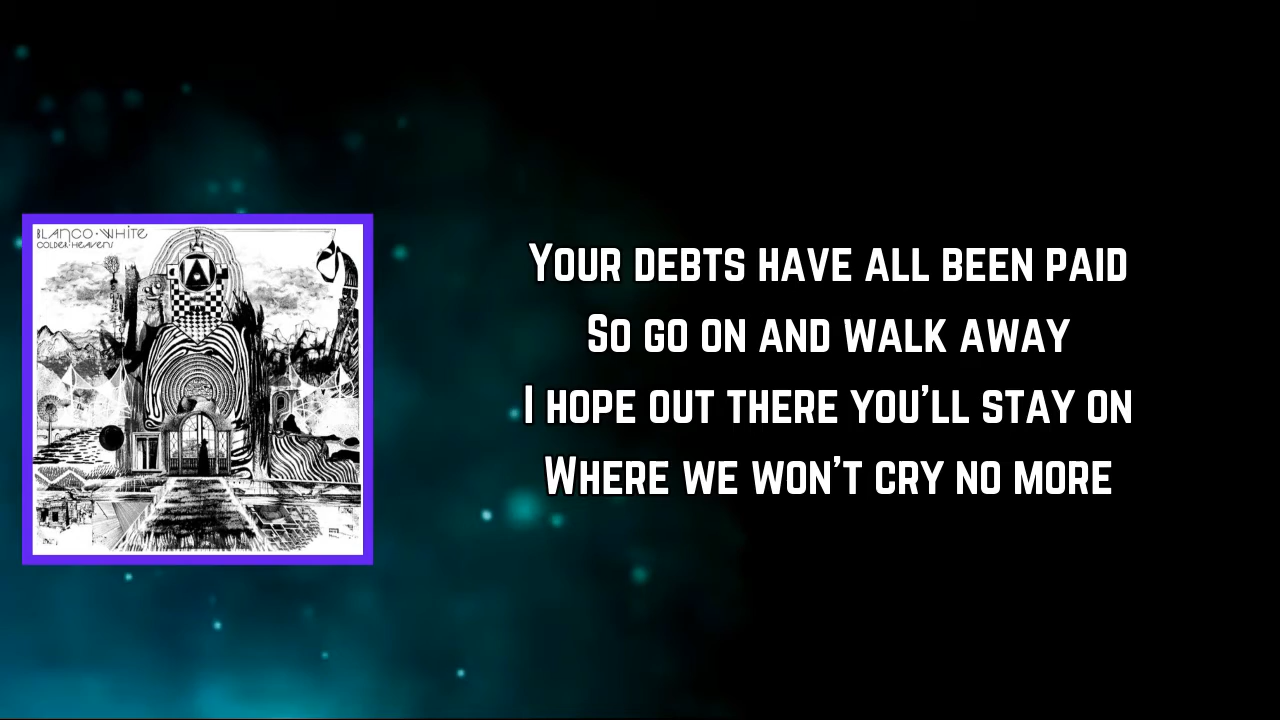 BLANCO·WHITE
COLDER HEAVENS
YOUR DEBTS HAVE ALL BEEN PAID
SO GO ON AND WALK AWAY
I HOPE OUT THERE YOU'LL STAY ON
WHERE WE WON'T CRY NO MORE